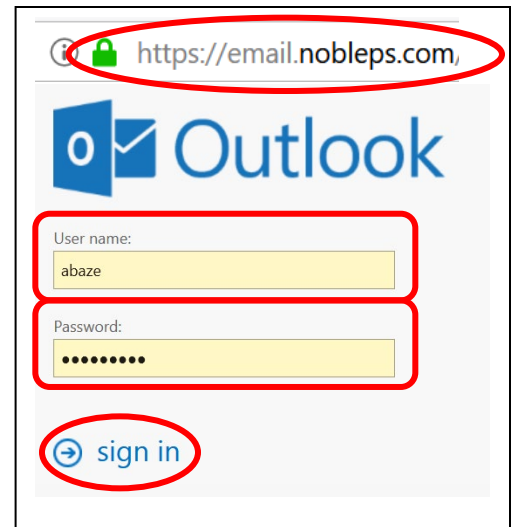 https://email.nobleps.com/
Outlook
User name:
abaze
Password:
•••••••••
sign in